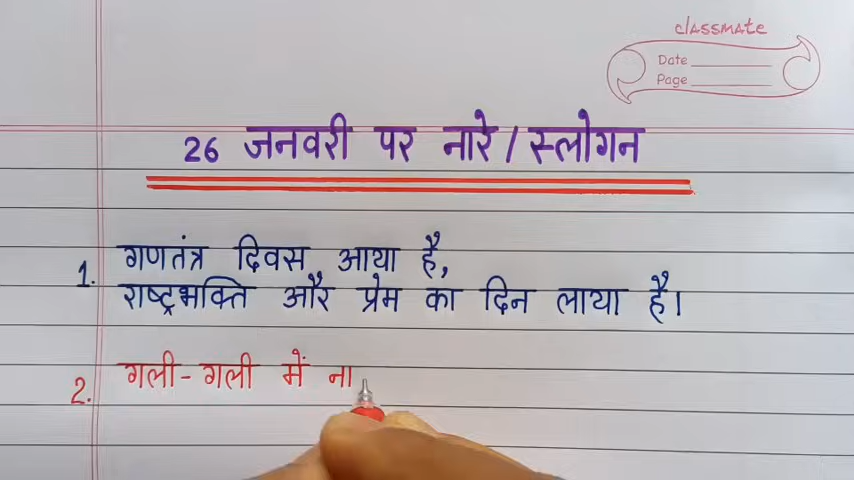 classmate
Date
Page
26 जनवरी पर नारे / स्लोगन
1. गणतंत्र दिवस आया है,
राष्ट्रभक्ति और प्रेम का दिन लाया है।
2. गली-गली में ना